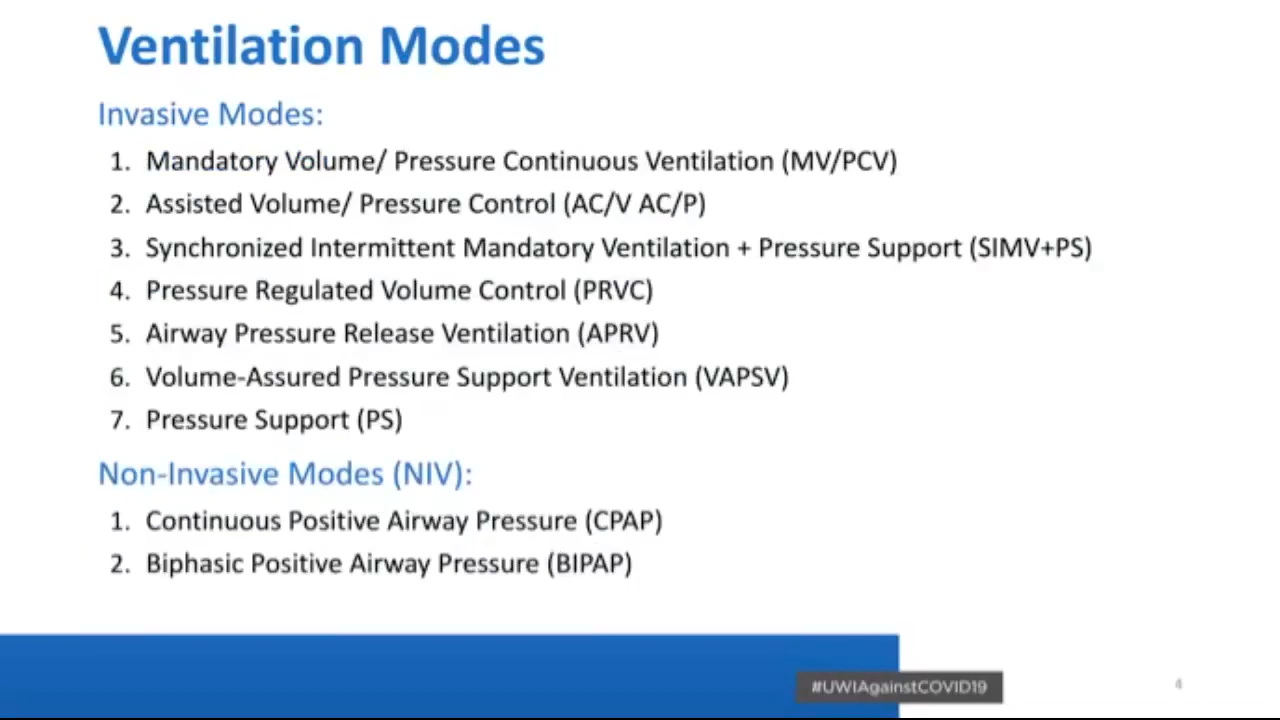 Ventilation Modes
Invasive Modes:
1. Mandatory Volume/ Pressure Continuous Ventilation (MV/PCV)
2. Assisted Volume/ Pressure Control (AC/V AC/P)
3. Synchronized Intermittent Mandatory Ventilation + Pressure Support (SIMV+PS)
4. Pressure Regulated Volume Control (PRVC)
5. Airway Pressure Release Ventilation (APRV)
6. Volume-Assured Pressure Support Ventilation (VAPSV)
7. Pressure Support (PS)
Non-Invasive Modes (NIV):
1. Continuous Positive Airway Pressure (CPAP)
2. Biphasic Positive Airway Pressure (BIPAP)
#UWIAgainstCOVID19
4